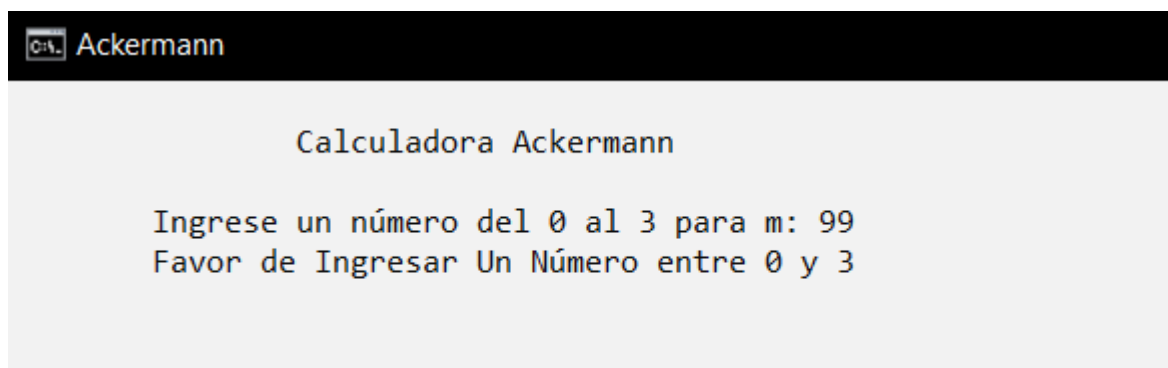 Ackermann
Calculadora Ackermann
Ingrese un número del 0 al 3 para m: 99
Favor de Ingresar Un Número entre 0 y 3